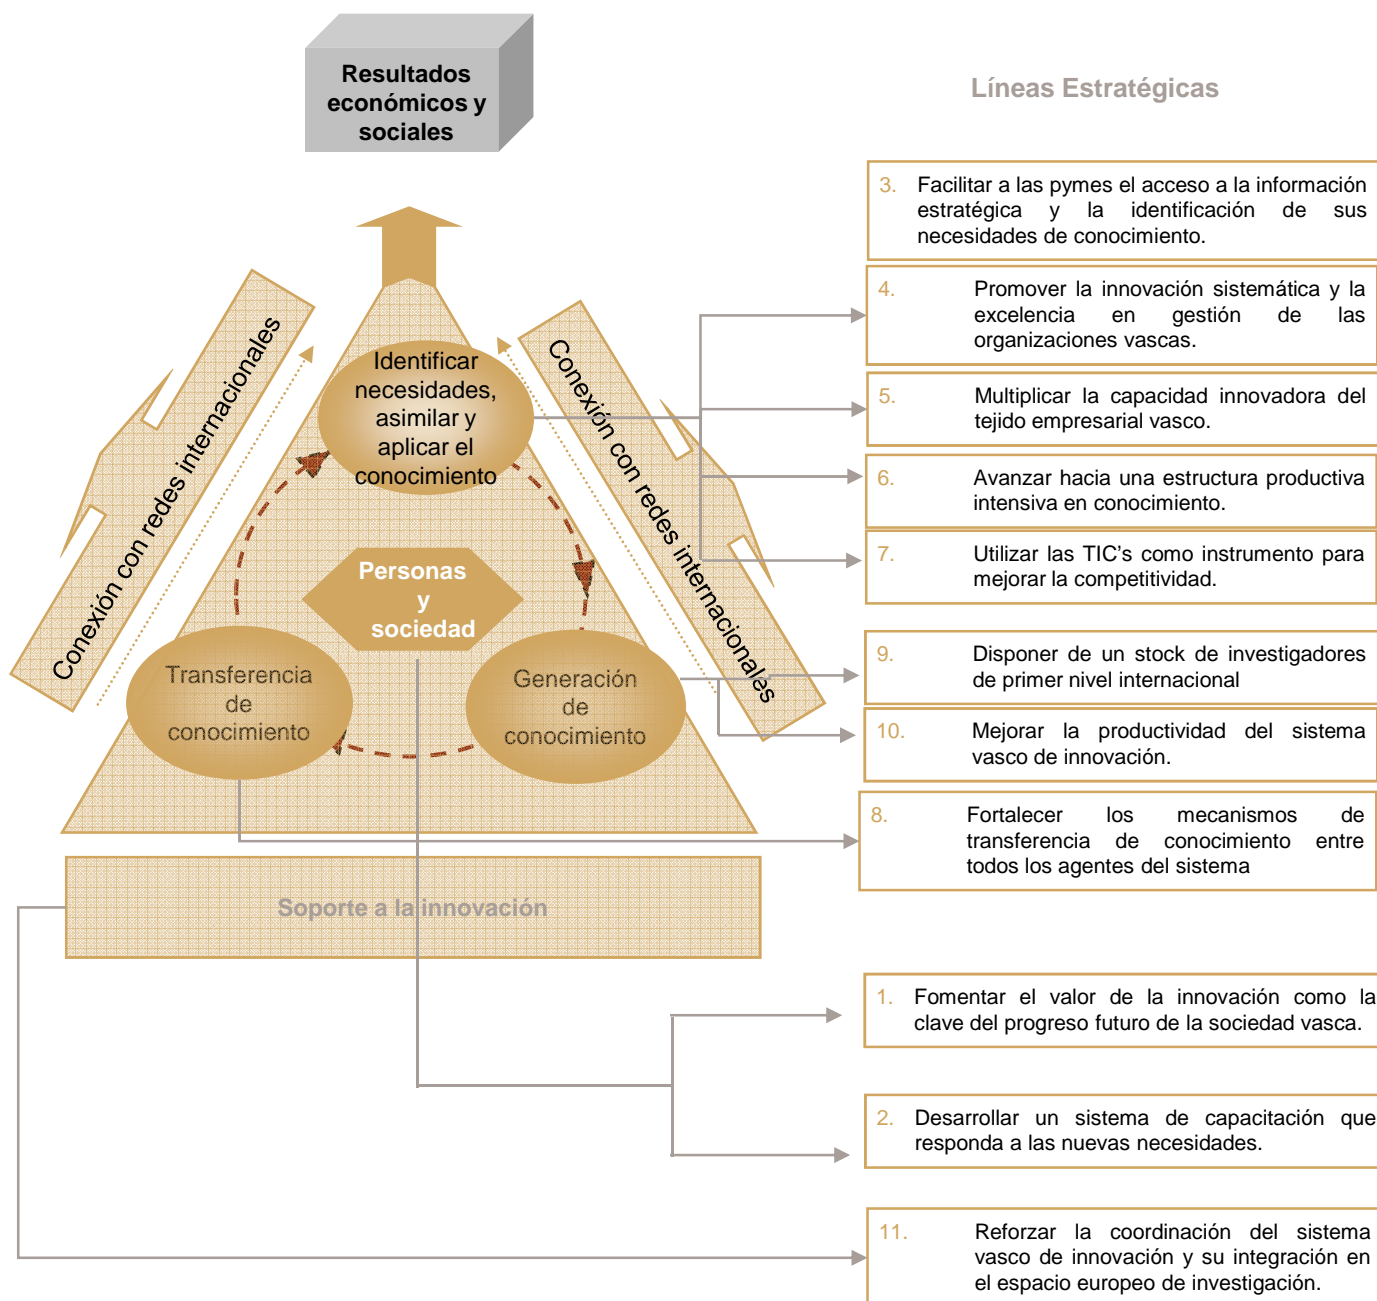 Resultados
económicos y
sociales
Líneas Estratégicas
3. Facilitar a las pymes el acceso a la información
estratégica y la identificación de sus
necesidades de conocimiento.
4. Promover la innovación sistemática y la
excelencia en gestión de las
organizaciones vascas.
5. Multiplicar la capacidad innovadora del
tejido empresarial vasco.
6. Avanzar hacia una estructura productiva
intensiva en conocimiento.
7. Utilizar las TIC's como instrumento para
mejorar la competitividad.
9. Disponer de un stock de investigadores
de primer nivel internacional
10. Mejorar la productividad del sistema
vasco de innovación.
8. Fortalecer los mecanismos de
transferencia de conocimiento entre
todos los agentes del sistema
1. Fomentar el valor de la innovación como la
clave del progreso futuro de la sociedad vasca.
2. Desarrollar un sistema de capacitación que
responda a las nuevas necesidades.
11. Reforzar la coordinación del sistema
vasco de innovación y su integración en
el espacio europeo de investigación.
Conexión con redes internacionales
Identificar
necesidades,
asimilar y
aplicar el
conocimiento
Conexión con redes internacionales
Personas
y
sociedad
Transferencia
de
conocimiento
Generación
de
conocimiento
Soporte a la innovación